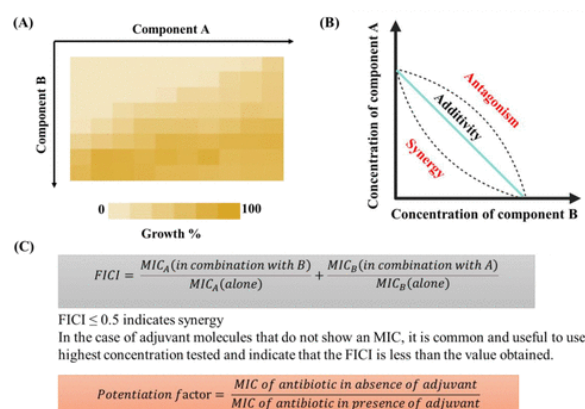 (A)
Component A
Component B
0
100
Growth %
(B)
Concentration of component A
Antagonism
Additivity
Synergy
Concentration of component B
(C)
FICI = MIC_A(in combination with B) / MIC_A(alone) + MIC_B(in combination with A) / MIC_B(alone)
FICI ≤ 0.5 indicates synergy
In the case of adjuvant molecules that do not show an MIC, it is common and useful to use
highest concentration tested and indicate that the FICI is less than the value obtained.
Potentiation factor = MIC of antibiotic in absence of adjuvant / MIC of antibiotic in presence of adjuvant